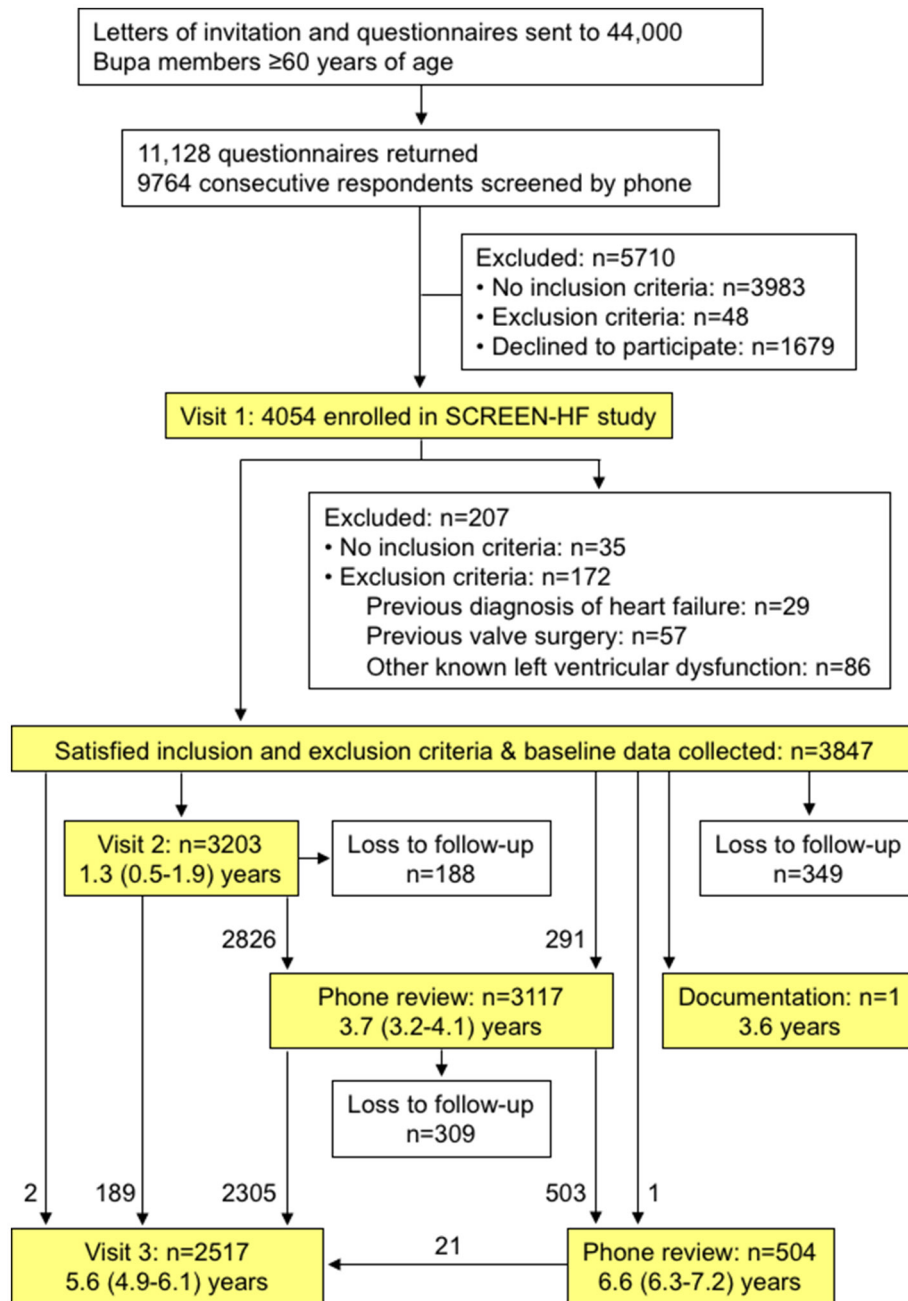 Letters of invitation and questionnaires sent to 44,000
Bupa members ≥60 years of age
11,128 questionnaires returned
9764 consecutive respondents screened by phone
Excluded: n=5710
• No inclusion criteria: n=3983
• Exclusion criteria: n=48
• Declined to participate: n=1679
Visit 1: 4054 enrolled in SCREEN-HF study
Excluded: n=207
• No inclusion criteria: n=35
• Exclusion criteria: n=172
Previous diagnosis of heart failure: n=29
Previous valve surgery: n=57
Other known left ventricular dysfunction: n=86
Satisfied inclusion and exclusion criteria & baseline data collected: n=3847
Visit 2: n=3203
1.3 (0.5-1.9) years
Loss to follow-up
n=188
Loss to follow-up
n=349
2826
291
Phone review: n=3117
3.7 (3.2-4.1) years
Documentation: n=1
3.6 years
Loss to follow-up
n=309
2
189
2305
503
1
Visit 3: n=2517
5.6 (4.9-6.1) years
21
Phone review: n=504
6.6 (6.3-7.2) years